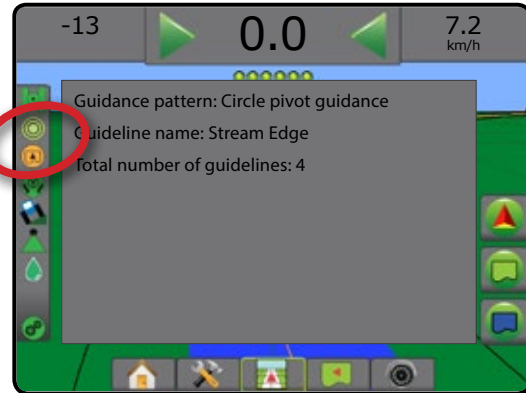 -13
0.0
7.2
km/h
Guidance pattern: Circle pivot guidance
Guideline name: Stream Edge
Total number of guidelines: 4